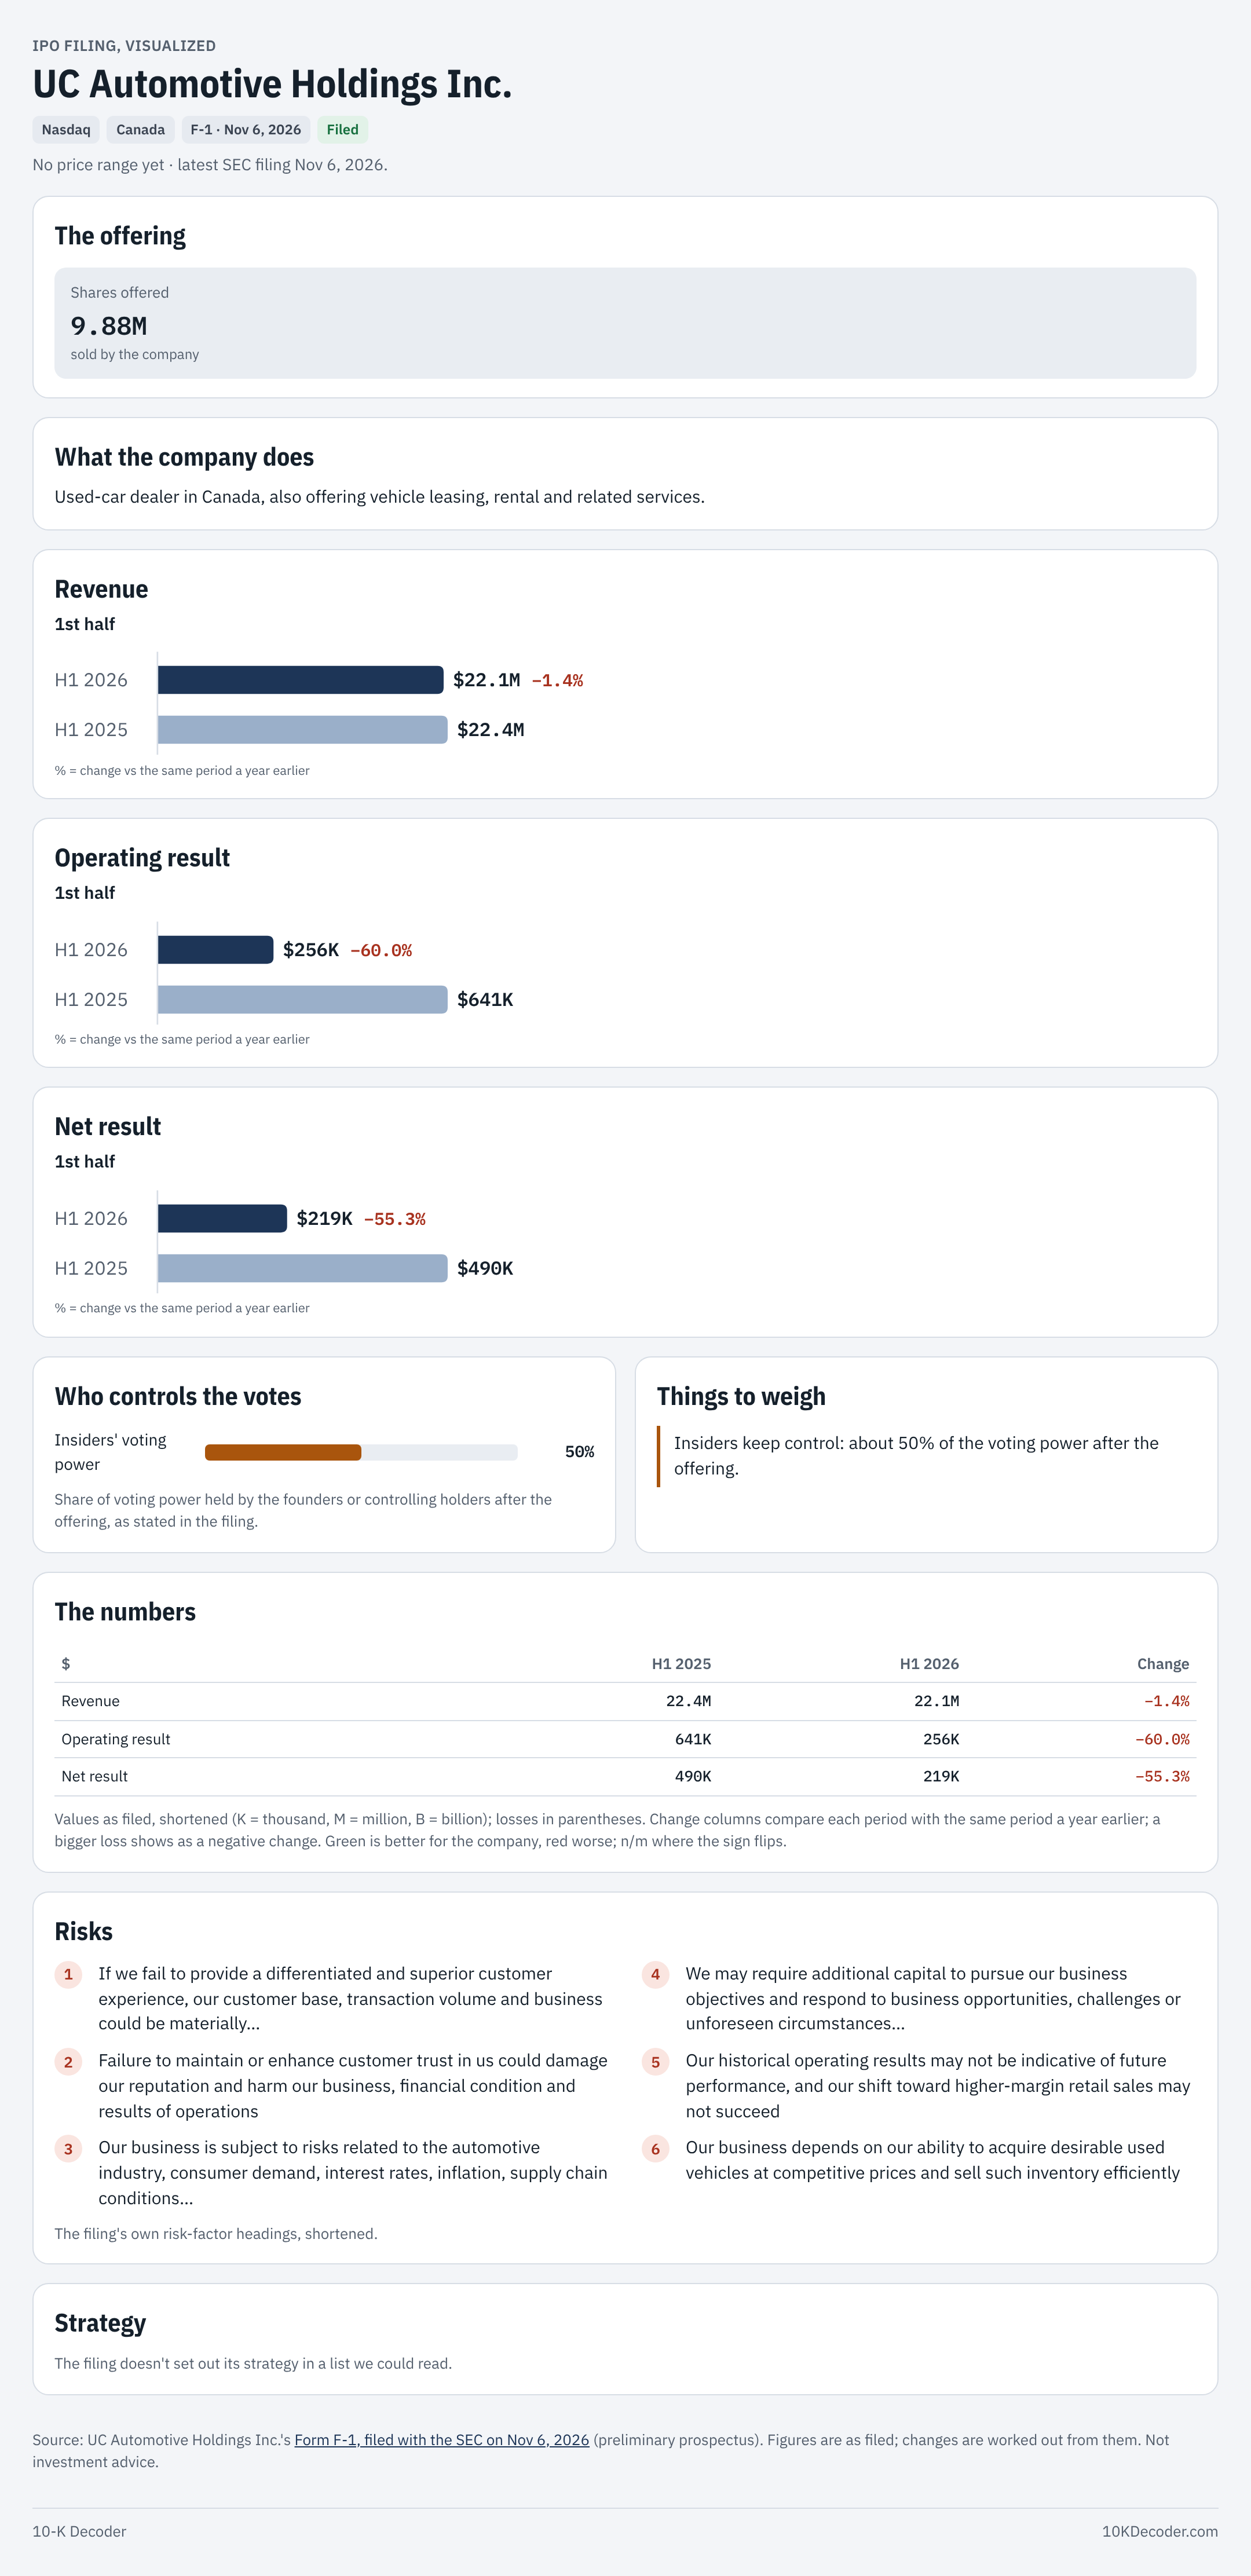 IPO FILING, VISUALIZED
UC Automotive Holdings Inc.
Nasdaq
Canada
F-1 · Nov 6, 2026
Filed
No price range yet · latest SEC filing Nov 6, 2026.
The offering
Shares offered
9.88M
sold by the company
What the company does
Used-car dealer in Canada, also offering vehicle leasing, rental and related services.
Revenue
1st half
H1 2026 $22.1M −1.4%
H1 2025 $22.4M
% = change vs the same period a year earlier
Operating result
1st half
H1 2026 $256K −60.0%
H1 2025 $641K
% = change vs the same period a year earlier
Net result
1st half
H1 2026 $219K −55.3%
H1 2025 $490K
% = change vs the same period a year earlier
Who controls the votes
Insiders' voting
power
50%
Share of voting power held by the founders or controlling holders after the
offering, as stated in the filing.
Things to weigh
Insiders keep control: about 50% of the voting power after the
offering.
The numbers
$ H1 2025 H1 2026 Change
Revenue 22.4M 22.1M −1.4%
Operating result 641K 256K −60.0%
Net result 490K 219K −55.3%
Values as filed, shortened (K = thousand, M = million, B = billion); losses in parentheses. Change columns compare each period with the same period a year earlier; a
bigger loss shows as a negative change. Green is better for the company, red worse; n/m where the sign flips.
Risks
1 If we fail to provide a differentiated and superior customer
experience, our customer base, transaction volume and business
could be materially…
2 Failure to maintain or enhance customer trust in us could damage
our reputation and harm our business, financial condition and
results of operations
3 Our business is subject to risks related to the automotive
industry, consumer demand, interest rates, inflation, supply chain
conditions…
4 We may require additional capital to pursue our business
objectives and respond to business opportunities, challenges or
unforeseen circumstances…
5 Our historical operating results may not be indicative of future
performance, and our shift toward higher-margin retail sales may
not succeed
6 Our business depends on our ability to acquire desirable used
vehicles at competitive prices and sell such inventory efficiently
The filing's own risk-factor headings, shortened.
Strategy
The filing doesn't set out its strategy in a list we could read.
Source: UC Automotive Holdings Inc.'s Form F-1, filed with the SEC on Nov 6, 2026 (preliminary prospectus). Figures are as filed; changes are worked out from them. Not
investment advice.
10-K Decoder
10KDecoder.com